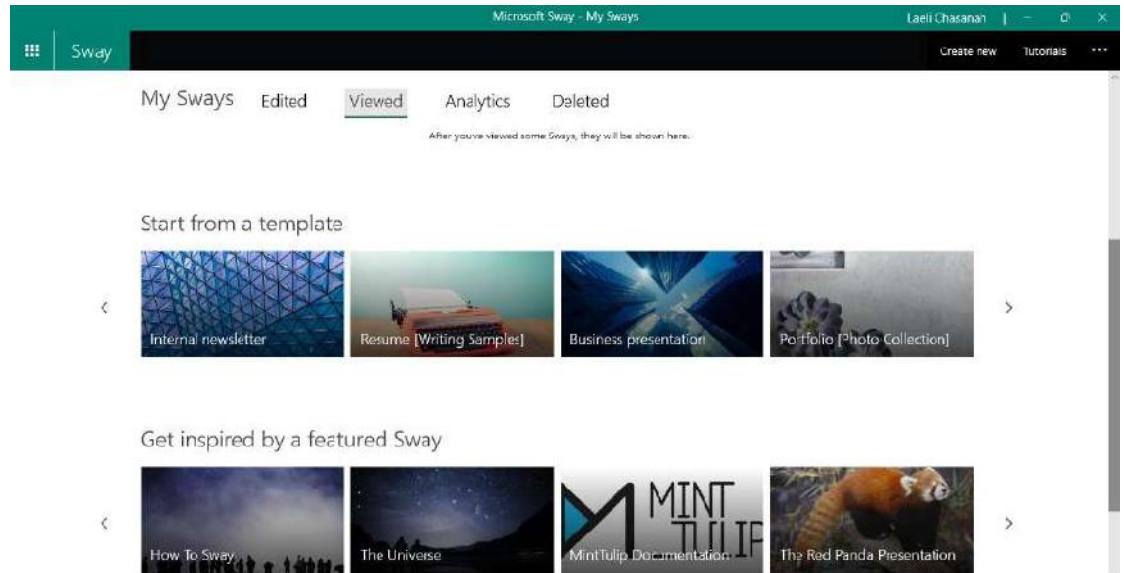 Microsoft Sway - My Sways
Laeli Chasanah
Sway
Create new Tutorials
My Sways Edited Viewed Analytics Deleted
After you've viewed some Sways, they will be shown here.
Start from a template
Internal newsletter
Resume [Writing Samples]
Business presentation
Portfolio [Photo Collection]
Get inspired by a featured Sway
MINT
TULIP
How To Sway
The Universe
MintTulip Documentation
The Red Panda Presentation